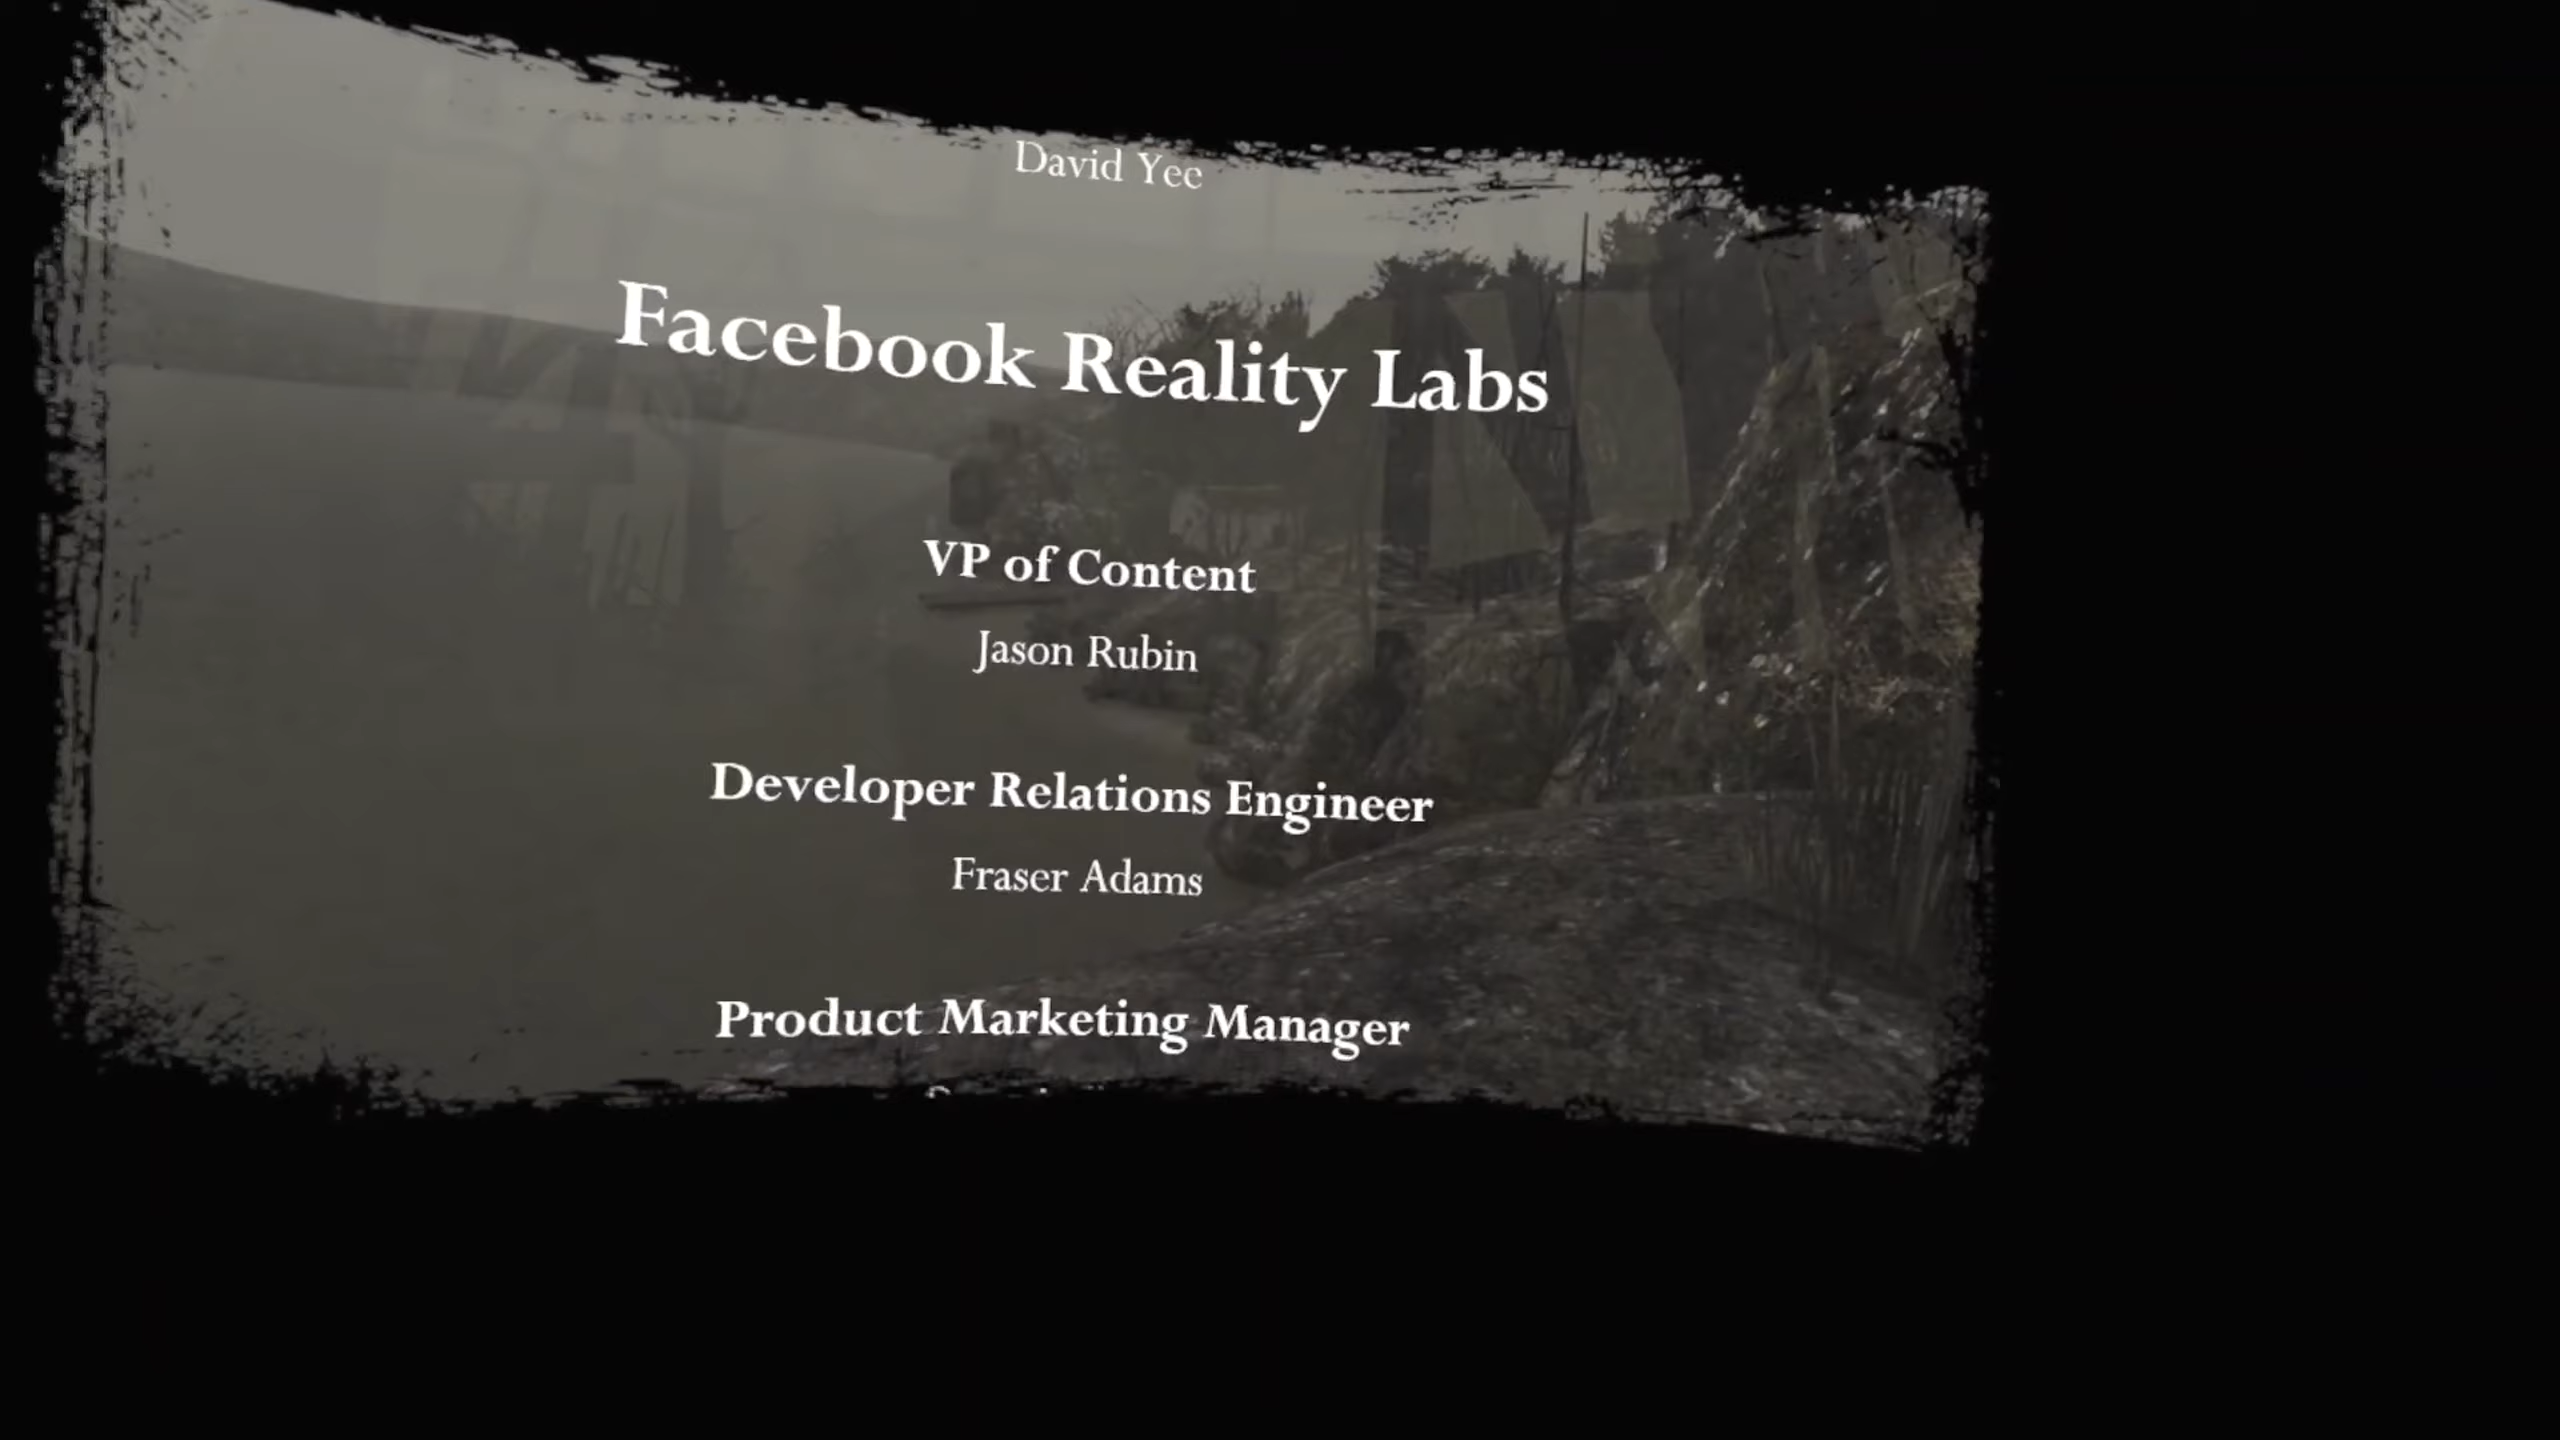 David Yee
Facebook Reality Labs
VP of Content
Jason Rubin
Developer Relations Engineer
Fraser Adams
Product Marketing Manager